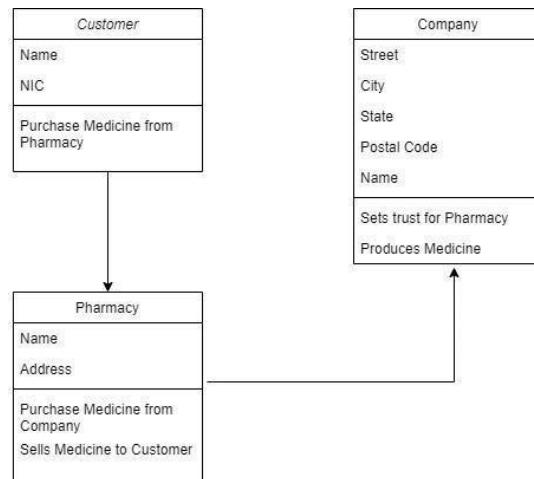 Customer
Name
NIC
Purchase Medicine from
Pharmacy
Company
Street
City
State
Postal Code
Name
Sets trust for Pharmacy
Produces Medicine
Pharmacy
Name
Address
Purchase Medicine from
Company
Sells Medicine to Customer